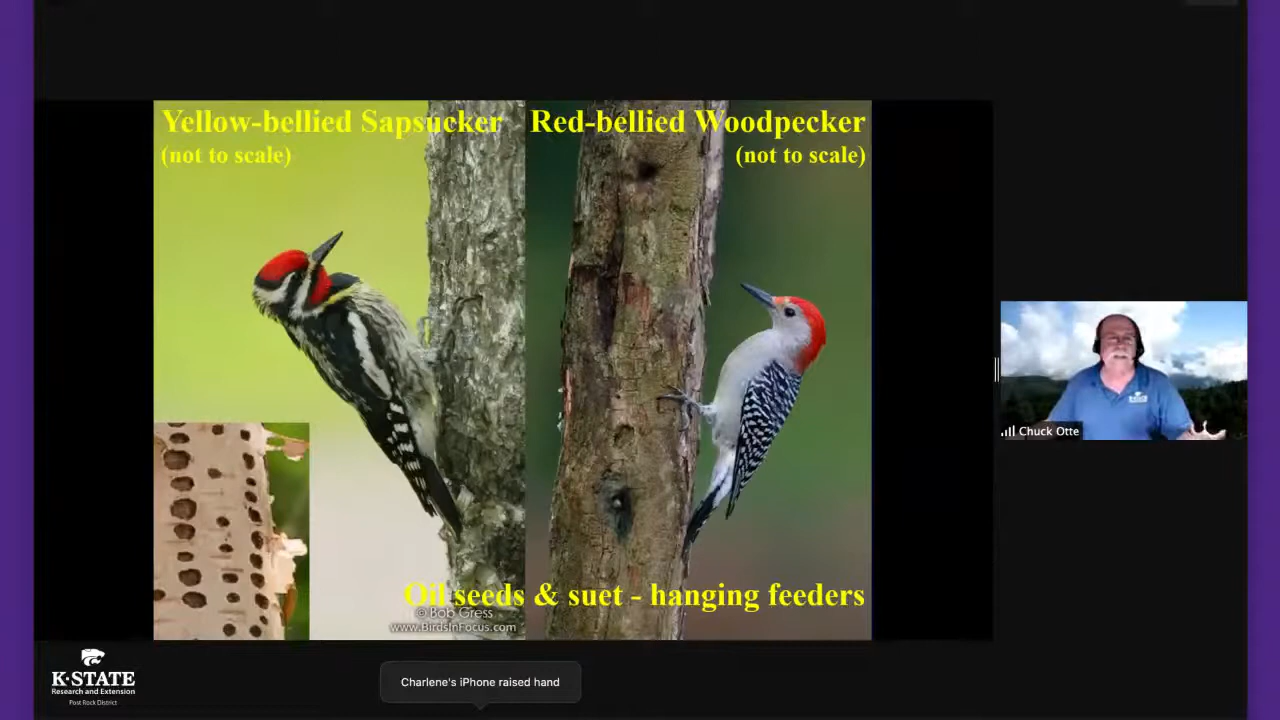 Yellow-bellied Sapsucker
(not to scale)
Red-bellied Woodpecker
(not to scale)
Oil seeds & suet - hanging feeders
© Bob Gress
www.BirdsInFocus.com
Chuck Otte
K-STATE
Research and Extension
Post Rock District
Charlene's iPhone raised hand